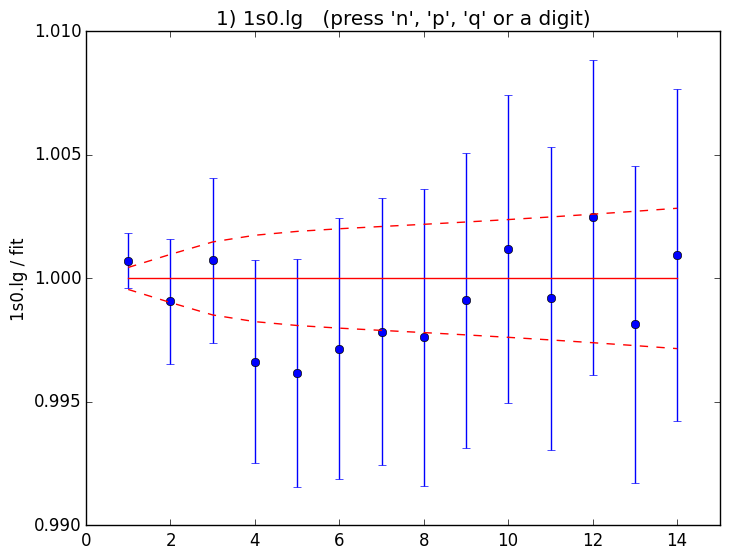 1) 1s0.lg   (press 'n', 'p', 'q' or a digit)
1.010
1.005
1.000
0.995
0.990
1s0.lg / fit
0 2 4 6 8 10 12 14